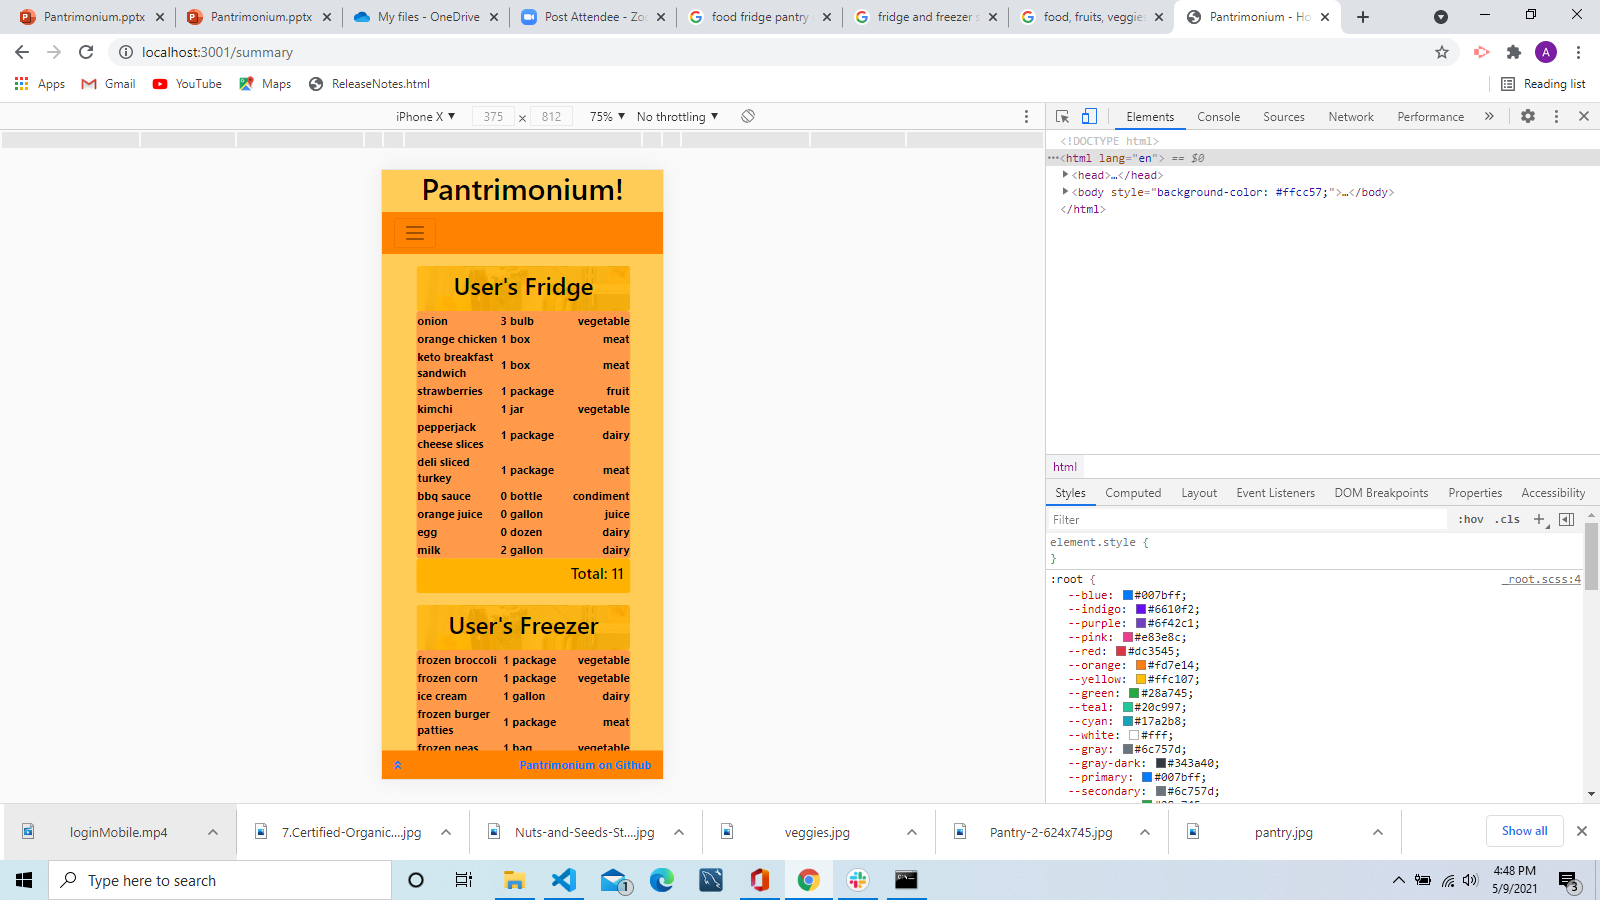 Pantrimonium.pptx
Pantrimonium.pptx
My files - OneDrive
Post Attendee - Zoo
food fridge pantry
fridge and freezer s
food, fruits, veggies
Pantrimonium - Ho
localhost:3001/summary
A
Apps
Gmail
YouTube
Maps
ReleaseNotes.html
Reading list
iPhone X ▼
375 × 812
75% ▼
No throttling ▼
Elements
Console
Sources
Network
Performance
»
<!DOCTYPE html>
···<html lang="en"> == $0
<head>…</head>
<body style="background-color: #ffcc57;">…</body>
</html>
Pantrimonium!
User's Fridge
onion 3 bulb vegetable
orange chicken 1 box meat
keto breakfast
sandwich 1 box meat
strawberries 1 package fruit
kimchi 1 jar vegetable
pepperjack
cheese slices 1 package dairy
deli sliced
turkey 1 package meat
bbq sauce 0 bottle condiment
orange juice 0 gallon juice
egg 0 dozen dairy
milk 2 gallon dairy
Total: 11
User's Freezer
frozen broccoli 1 package vegetable
frozen corn 1 package vegetable
ice cream 1 gallon dairy
frozen burger
patties 1 package meat
frozen peas 1 bag vegetable
Pantrimonium on Github
html
Styles
Computed
Layout
Event Listeners
DOM Breakpoints
Properties
Accessibility
Filter
:hov .cls +
element.style {
}
:root {
_root.scss:4
--blue: #007bff;
--indigo: #6610f2;
--purple: #6f42c1;
--pink: #e83e8c;
--red: #dc3545;
--orange: #fd7e14;
--yellow: #ffc107;
--green: #28a745;
--teal: #20c997;
--cyan: #17a2b8;
--white: #fff;
--gray: #6c757d;
--gray-dark: #343a40;
--primary: #007bff;
--secondary: #6c757d;
loginMobile.mp4
7.Certified-Organic....jpg
Nuts-and-Seeds-St....jpg
veggies.jpg
Pantry-2-624x745.jpg
pantry.jpg
Show all
Type here to search
1
4:48 PM
5/9/2021
3